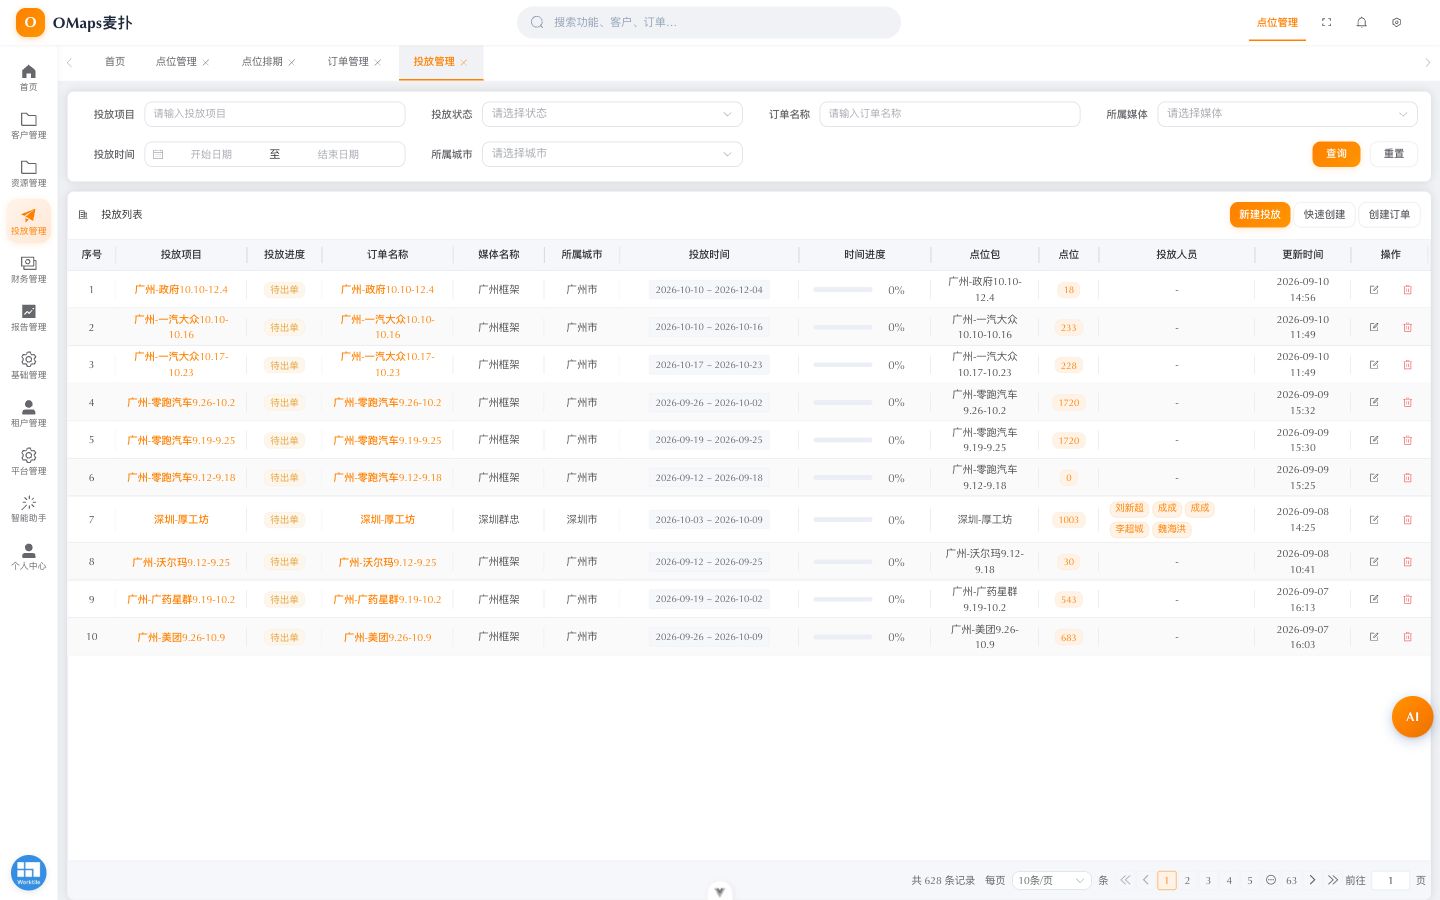 O OMaps麦扑 搜索功能、客户、订单... 点位管理
首页 点位管理 点位排期 订单管理 投放管理
首页
客户管理
资源管理
投放管理
财务管理
报告管理
基础管理
租户管理
平台管理
智能助手
个人中心
Worktile
投放项目 请输入投放项目 投放状态 请选择状态 订单名称 请输入订单名称 所属媒体 请选择媒体
投放时间 开始日期 至 结束日期 所属城市 请选择城市 查询 重置
投放列表 新建投放 快速创建 创建订单
序号 投放项目 投放进度 订单名称 媒体名称 所属城市 投放时间 时间进度 点位包 点位 投放人员 更新时间 操作
1 广州-政府10.10-12.4 待出单 广州-政府10.10-12.4 广州框架 广州市 2026-10-10 ~ 2026-12-04 0% 广州-政府10.10-
12.4 18 - 2026-09-10
14:56
2 广州-一汽大众10.10-
10.16 待出单 广州-一汽大众10.10-
10.16 广州框架 广州市 2026-10-10 ~ 2026-10-16 0% 广州-一汽大众
10.10-10.16 233 - 2026-09-10
11:49
3 广州-一汽大众10.17-
10.23 待出单 广州-一汽大众10.17-
10.23 广州框架 广州市 2026-10-17 ~ 2026-10-23 0% 广州-一汽大众
10.17-10.23 228 - 2026-09-10
11:49
4 广州-零跑汽车9.26-10.2 待出单 广州-零跑汽车9.26-10.2 广州框架 广州市 2026-09-26 ~ 2026-10-02 0% 广州-零跑汽车
9.26-10.2 1720 - 2026-09-09
15:32
5 广州-零跑汽车9.19-9.25 待出单 广州-零跑汽车9.19-9.25 广州框架 广州市 2026-09-19 ~ 2026-09-25 0% 广州-零跑汽车
9.19-9.25 1720 - 2026-09-09
15:30
6 广州-零跑汽车9.12-9.18 待出单 广州-零跑汽车9.12-9.18 广州框架 广州市 2026-09-12 ~ 2026-09-18 0% 广州-零跑汽车
9.12-9.18 0 - 2026-09-09
15:25
7 深圳-厚工坊 待出单 深圳-厚工坊 深圳群忠 深圳市 2026-10-03 ~ 2026-10-09 0% 深圳-厚工坊 1003 刘新超 成成 成成
李超城 魏海洪 2026-09-08
14:25
8 广州-沃尔玛9.12-9.25 待出单 广州-沃尔玛9.12-9.25 广州框架 广州市 2026-09-12 ~ 2026-09-25 0% 广州-沃尔玛9.12-
9.18 30 - 2026-09-08
10:41
9 广州-广药星群9.19-10.2 待出单 广州-广药星群9.19-10.2 广州框架 广州市 2026-09-19 ~ 2026-10-02 0% 广州-广药星群
9.19-10.2 543 - 2026-09-07
16:13
10 广州-美团9.26-10.9 待出单 广州-美团9.26-10.9 广州框架 广州市 2026-09-26 ~ 2026-10-09 0% 广州-美团9.26-
10.9 683 - 2026-09-07
16:03
AI
共 628 条记录 每页 10条/页 条 1 2 3 4 5 63 前往 1 页